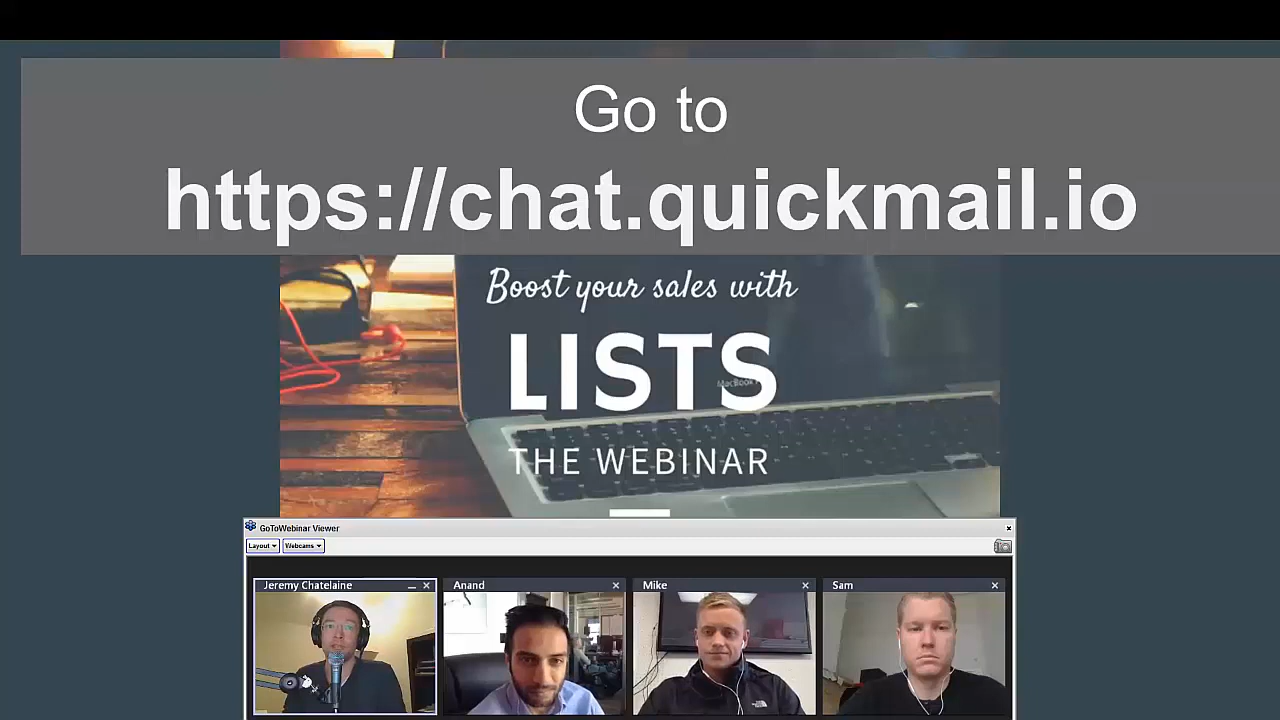 Go to
https://chat.quickmail.io
Boost your sales with
LISTS
MacBook
THE WEBINAR
GoToWebinar Viewer
Layout
Webcams
Jeremy Chatelaine
Anand
Mike
Sam